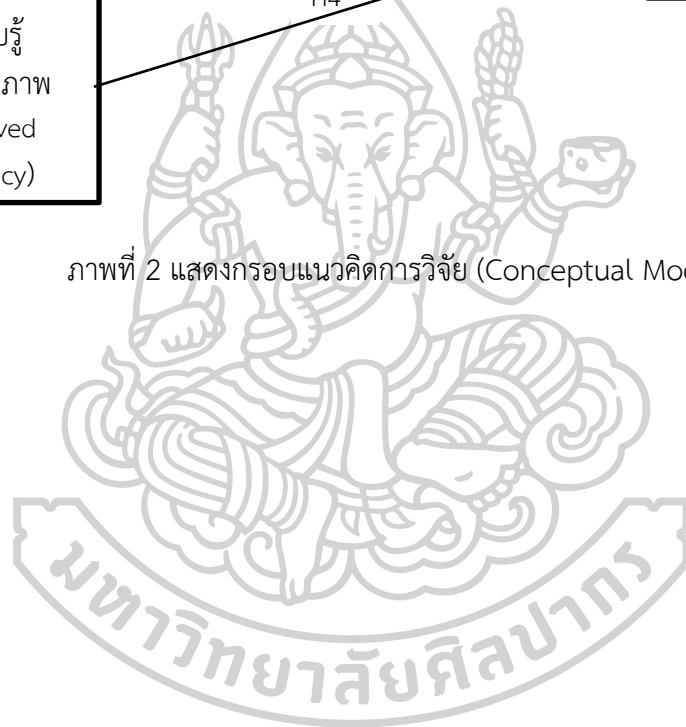 H4
บรู้
ภาพ
ved
cy)
ภาพที่ 2 แสดงกรอบแนวคิดการวิจัย (Conceptual Mod
มหาวิทยาลัยศิลปากร